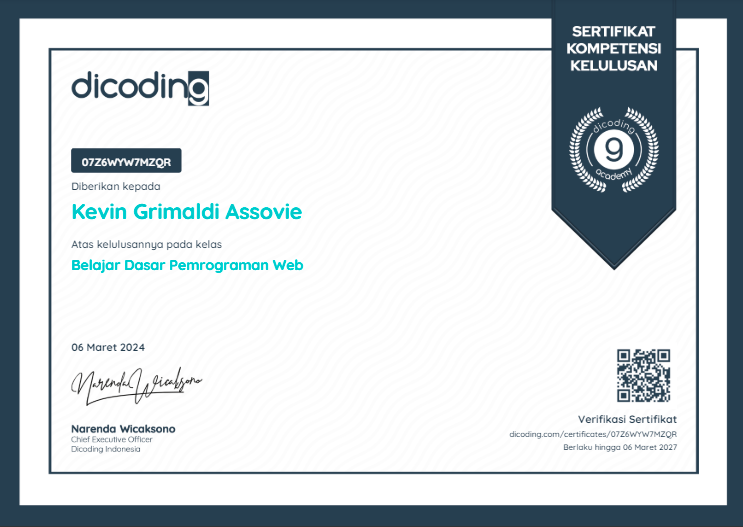 SERTIFIKAT
KOMPETENSI
KELULUSAN
dicoding
dicoding
9
academy
07Z6WYW7MZQR
Diberikan kepada
Kevin Grimaldi Assovie
Atas kelulusannya pada kelas
Belajar Dasar Pemrograman Web
06 Maret 2024
Narenda Wicaksono
Narenda Wicaksono
Chief Executive Officer
Dicoding Indonesia
Verifikasi Sertifikat
dicoding.com/certificates/07Z6WYW7MZQR
Berlaku hingga 06 Maret 2027